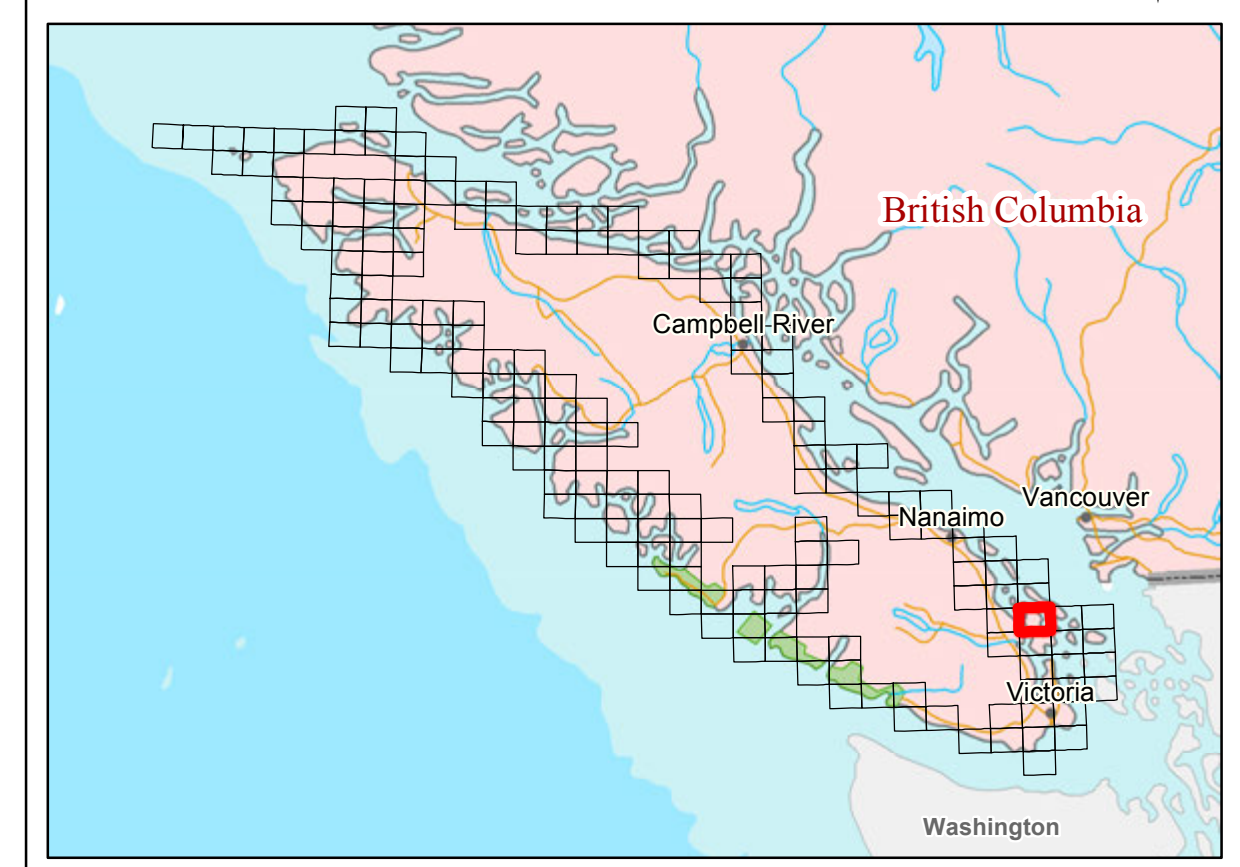 British Columbia
Campbell River
Vancouver
Nanaimo
Victoria
Washington